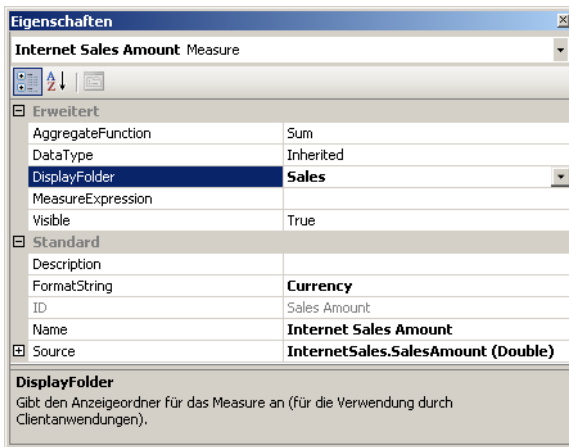 Eigenschaften
Internet Sales Amount Measure
Erweitert
AggregateFunction Sum
DataType Inherited
DisplayFolder Sales
MeasureExpression
Visible True
Standard
Description
FormatString Currency
ID Sales Amount
Name Internet Sales Amount
Source InternetSales.SalesAmount (Double)
DisplayFolder
Gibt den Anzeigeordner für das Measure an (für die Verwendung durch
Clientanwendungen).